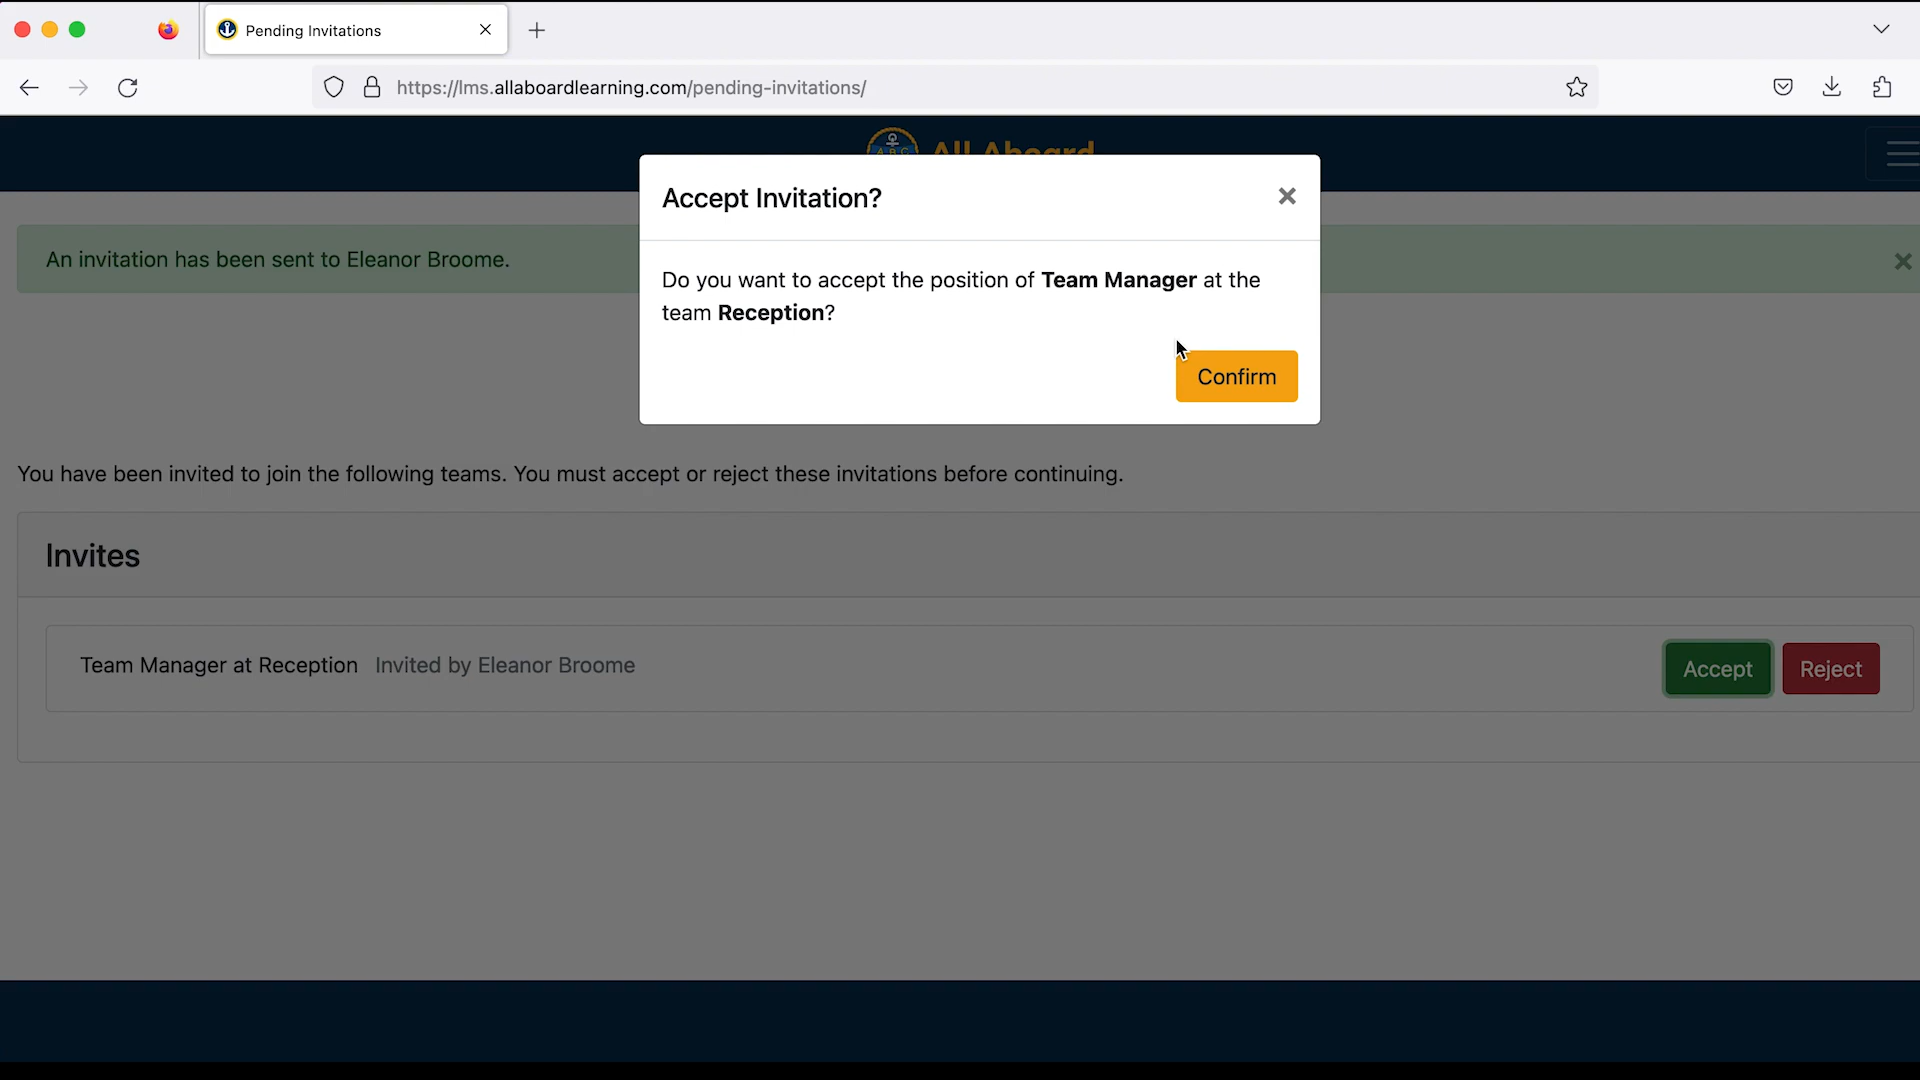 Pending Invitations
https://lms.allaboardlearning.com/pending-invitations/
ABC
All Aboard
Accept Invitation?
An invitation has been sent to Eleanor Broome.
Do you want to accept the position of Team Manager at the
team Reception?
Confirm
You have been invited to join the following teams. You must accept or reject these invitations before continuing.
Invites
Team Manager at Reception Invited by Eleanor Broome
Accept
Reject